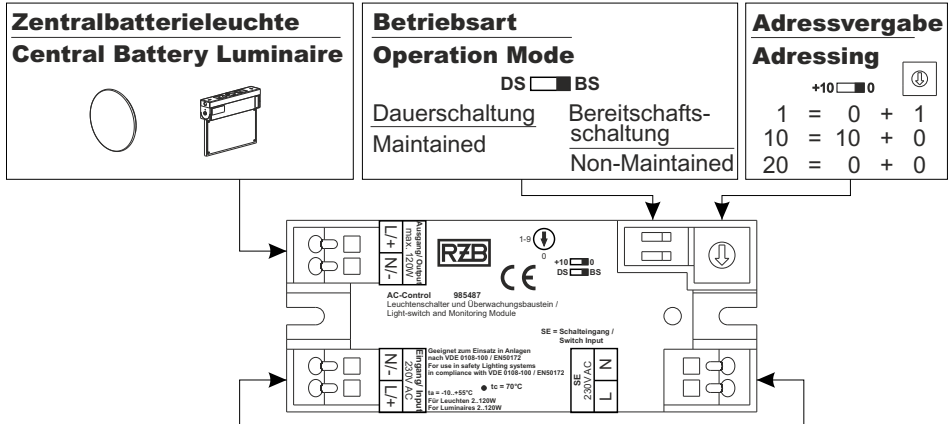 Zentralbatterieleuchte
Central Battery Luminaire
Betriebsart
Operation Mode
DS BS
Dauerschaltung
Maintained
Bereitschafts-
schaltung
Non-Maintained
Adressvergabe
Adressing
+10 0
1 = 0 + 1
10 = 10 + 0
20 = 0 + 0
L/+
N/-
Ausgang/ Output
max. 120W
RZB
CE
1-9
0
+10 0
DS BS
AC-Control 985487
Leuchtenschalter und Überwachungsbaustein /
Light-switch and Monitoring Module
SE = Schalteingang /
Switch Input
N/-
L/+
Eingang/ Input
230V AC
Geeignet zum Einsatz in Anlagen
nach VDE 0108-100 / EN50172
For use in safety Lighting systems
in compliance with VDE 0108-100 / EN50172
tc = 70°C
ta = -10..+55°C
Für Leuchten 2..120W
For Luminaires 2..120W
SE
230V AC
N
L